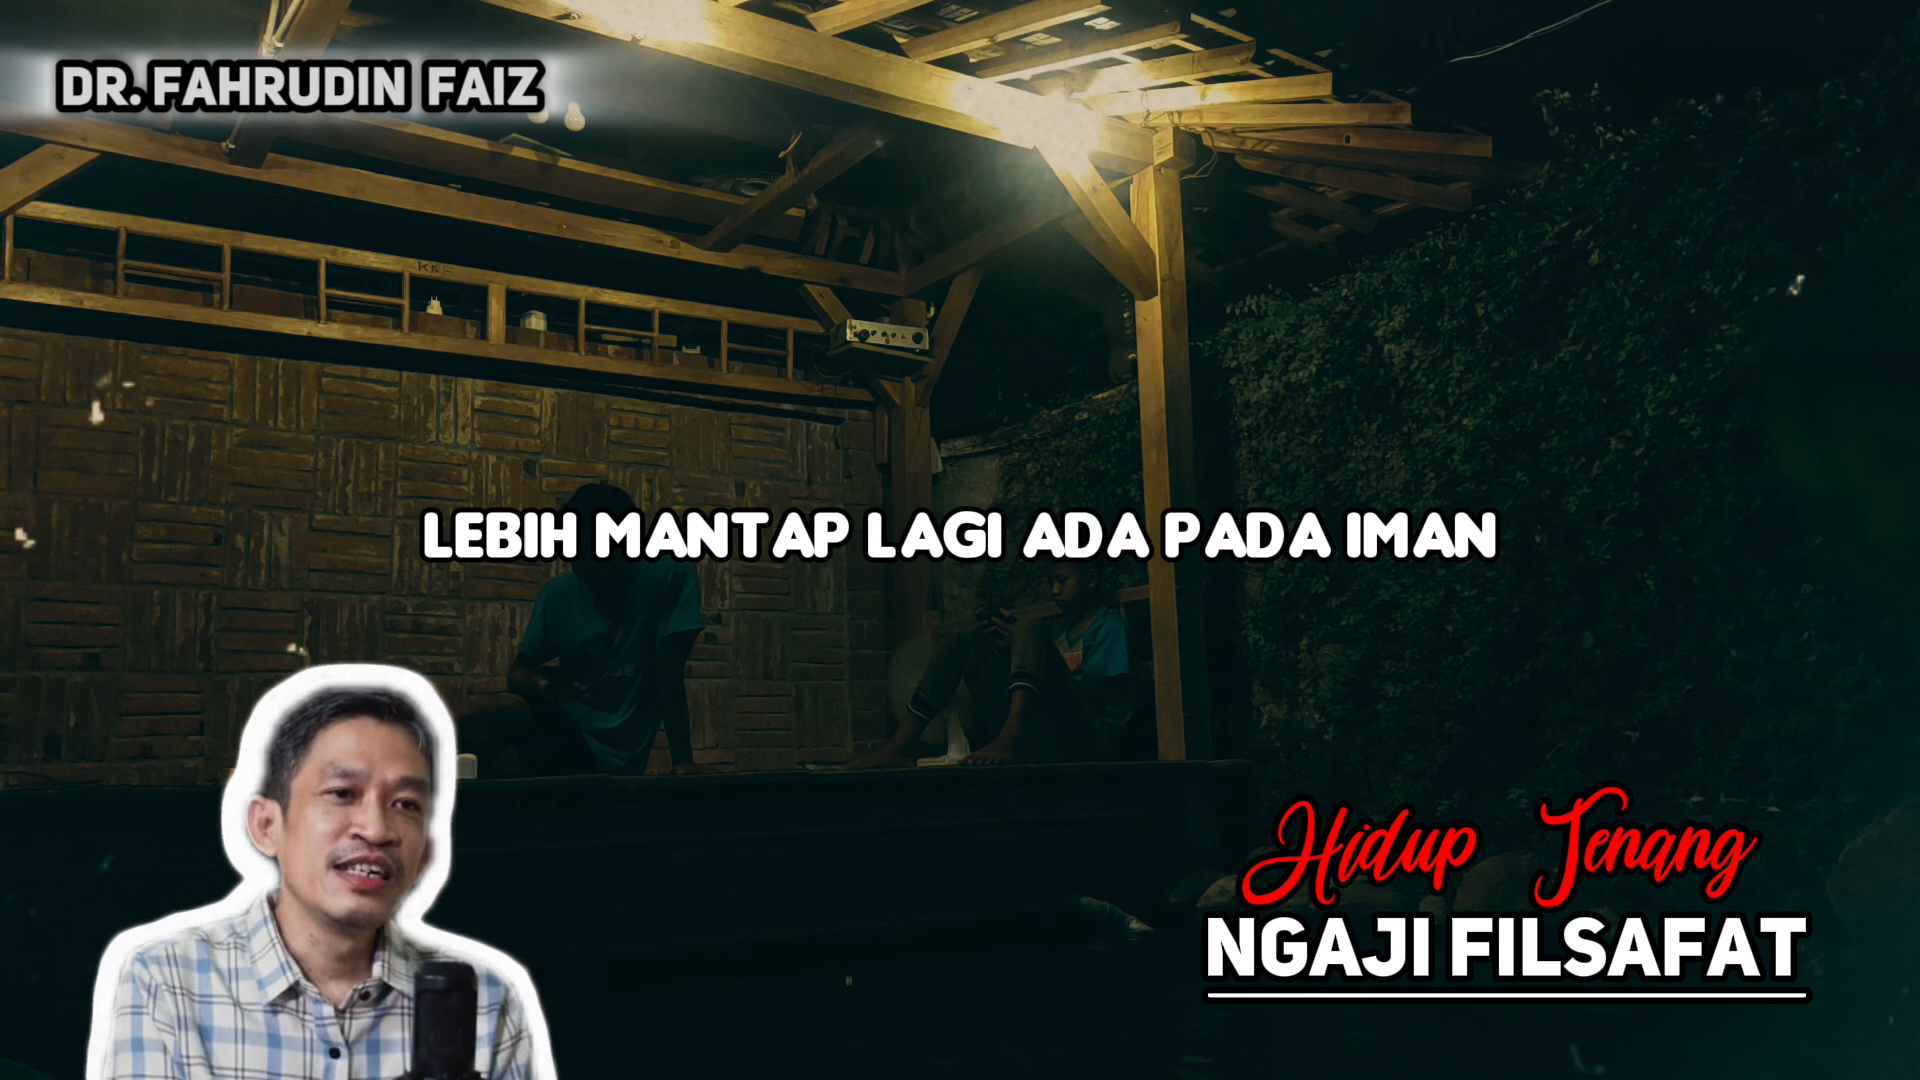 DR. FAHRUDIN FAIZ
LEBIH MANTAP LAGI ADA PADA IMAN
Hidup Tenang
NGAJI FILSAFAT